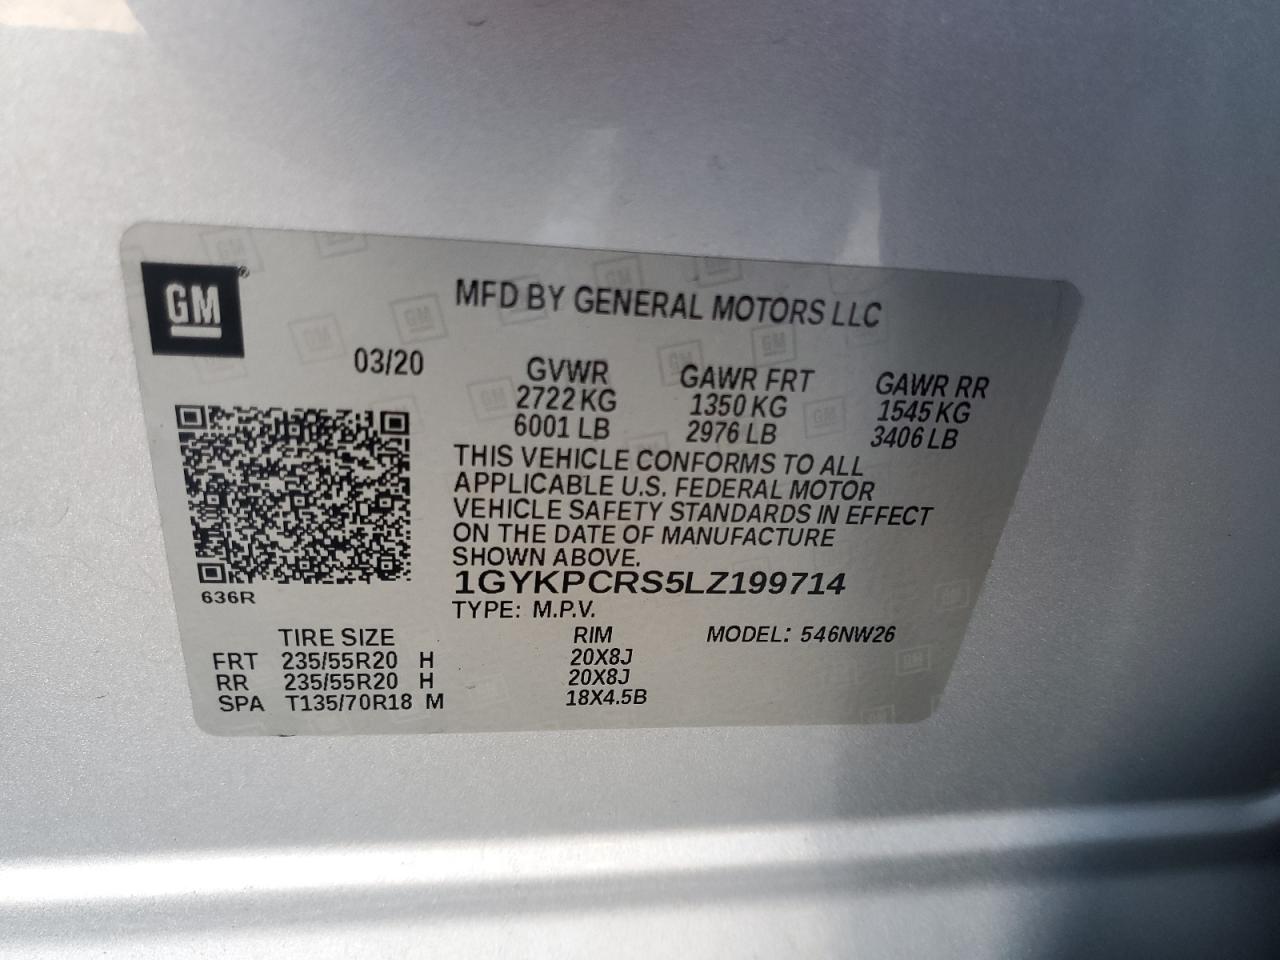 GM®
MFD BY GENERAL MOTORS LLC
03/20
GVWR GAWR FRT GAWR RR
2722 KG 1350 KG 1545 KG
6001 LB 2976 LB 3406 LB
THIS VEHICLE CONFORMS TO ALL
APPLICABLE U.S. FEDERAL MOTOR
VEHICLE SAFETY STANDARDS IN EFFECT
ON THE DATE OF MANUFACTURE
SHOWN ABOVE.
1GYKPCRS5LZ199714
636R
TYPE: M.P.V.
TIRE SIZE RIM MODEL: 546NW26
FRT 235/55R20 H 20X8J
RR 235/55R20 H 20X8J
SPA T135/70R18 M 18X4.5B